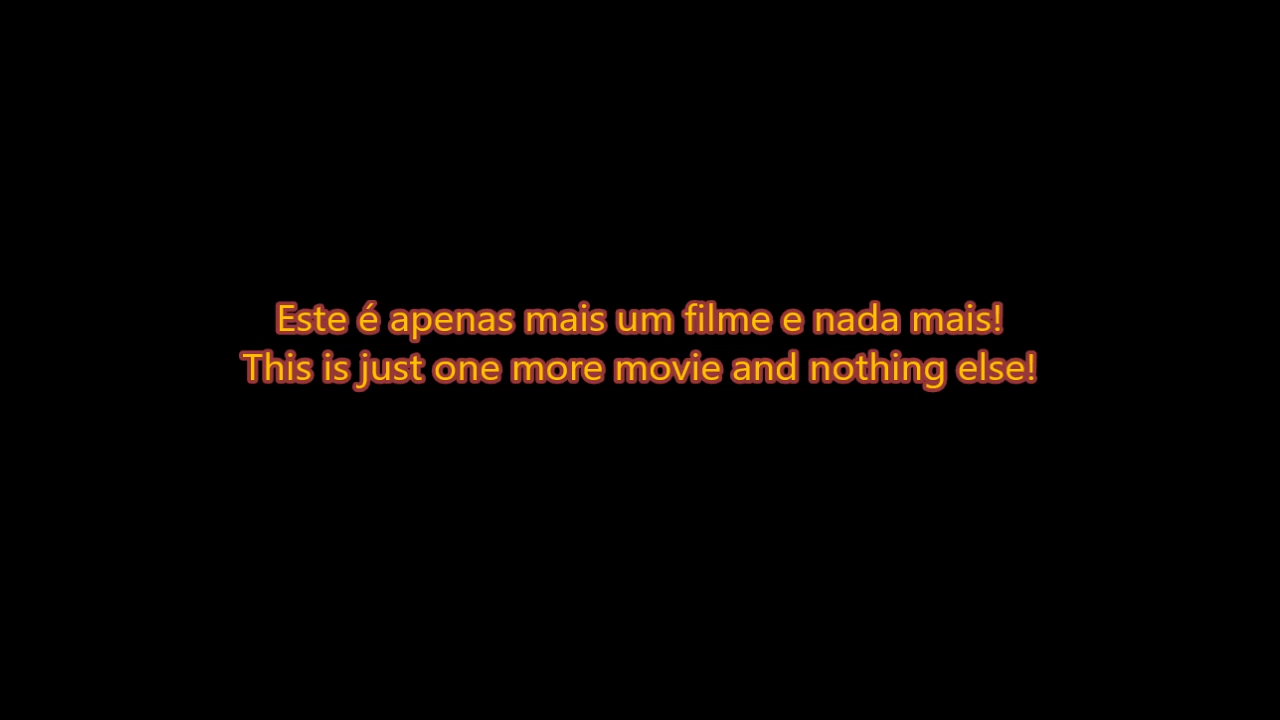 Este é apenas mais um filme e nada mais!
This is just one more movie and nothing else!